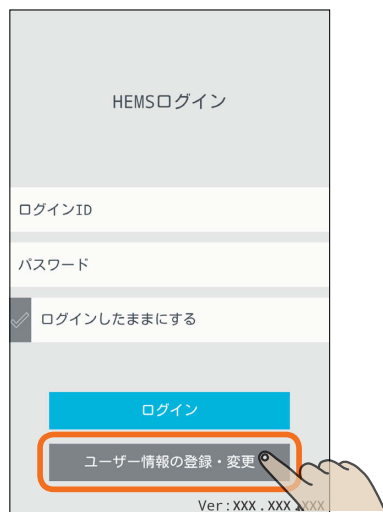 HEMSログイン
ログインID
パスワード
ログインしたままにする
ログイン
ユーザー情報の登録・変更
Ver:XXX.XXX.XXX